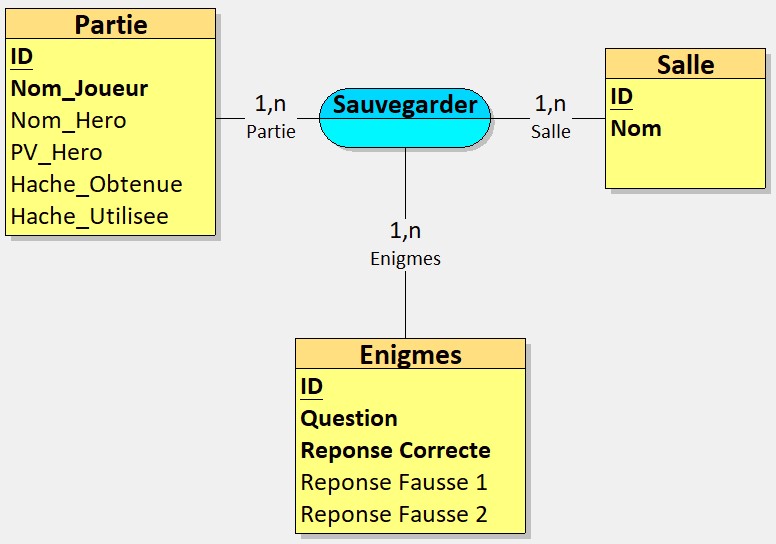 Partie
ID
Nom_Joueur
Nom_Hero
PV_Hero
Hache_Obtenue
Hache_Utilisee
1,n
Partie
Sauvegarder
1,n
Salle
Salle
ID
Nom
1,n
Enigmes
Enigmes
ID
Question
Reponse Correcte
Reponse Fausse 1
Reponse Fausse 2